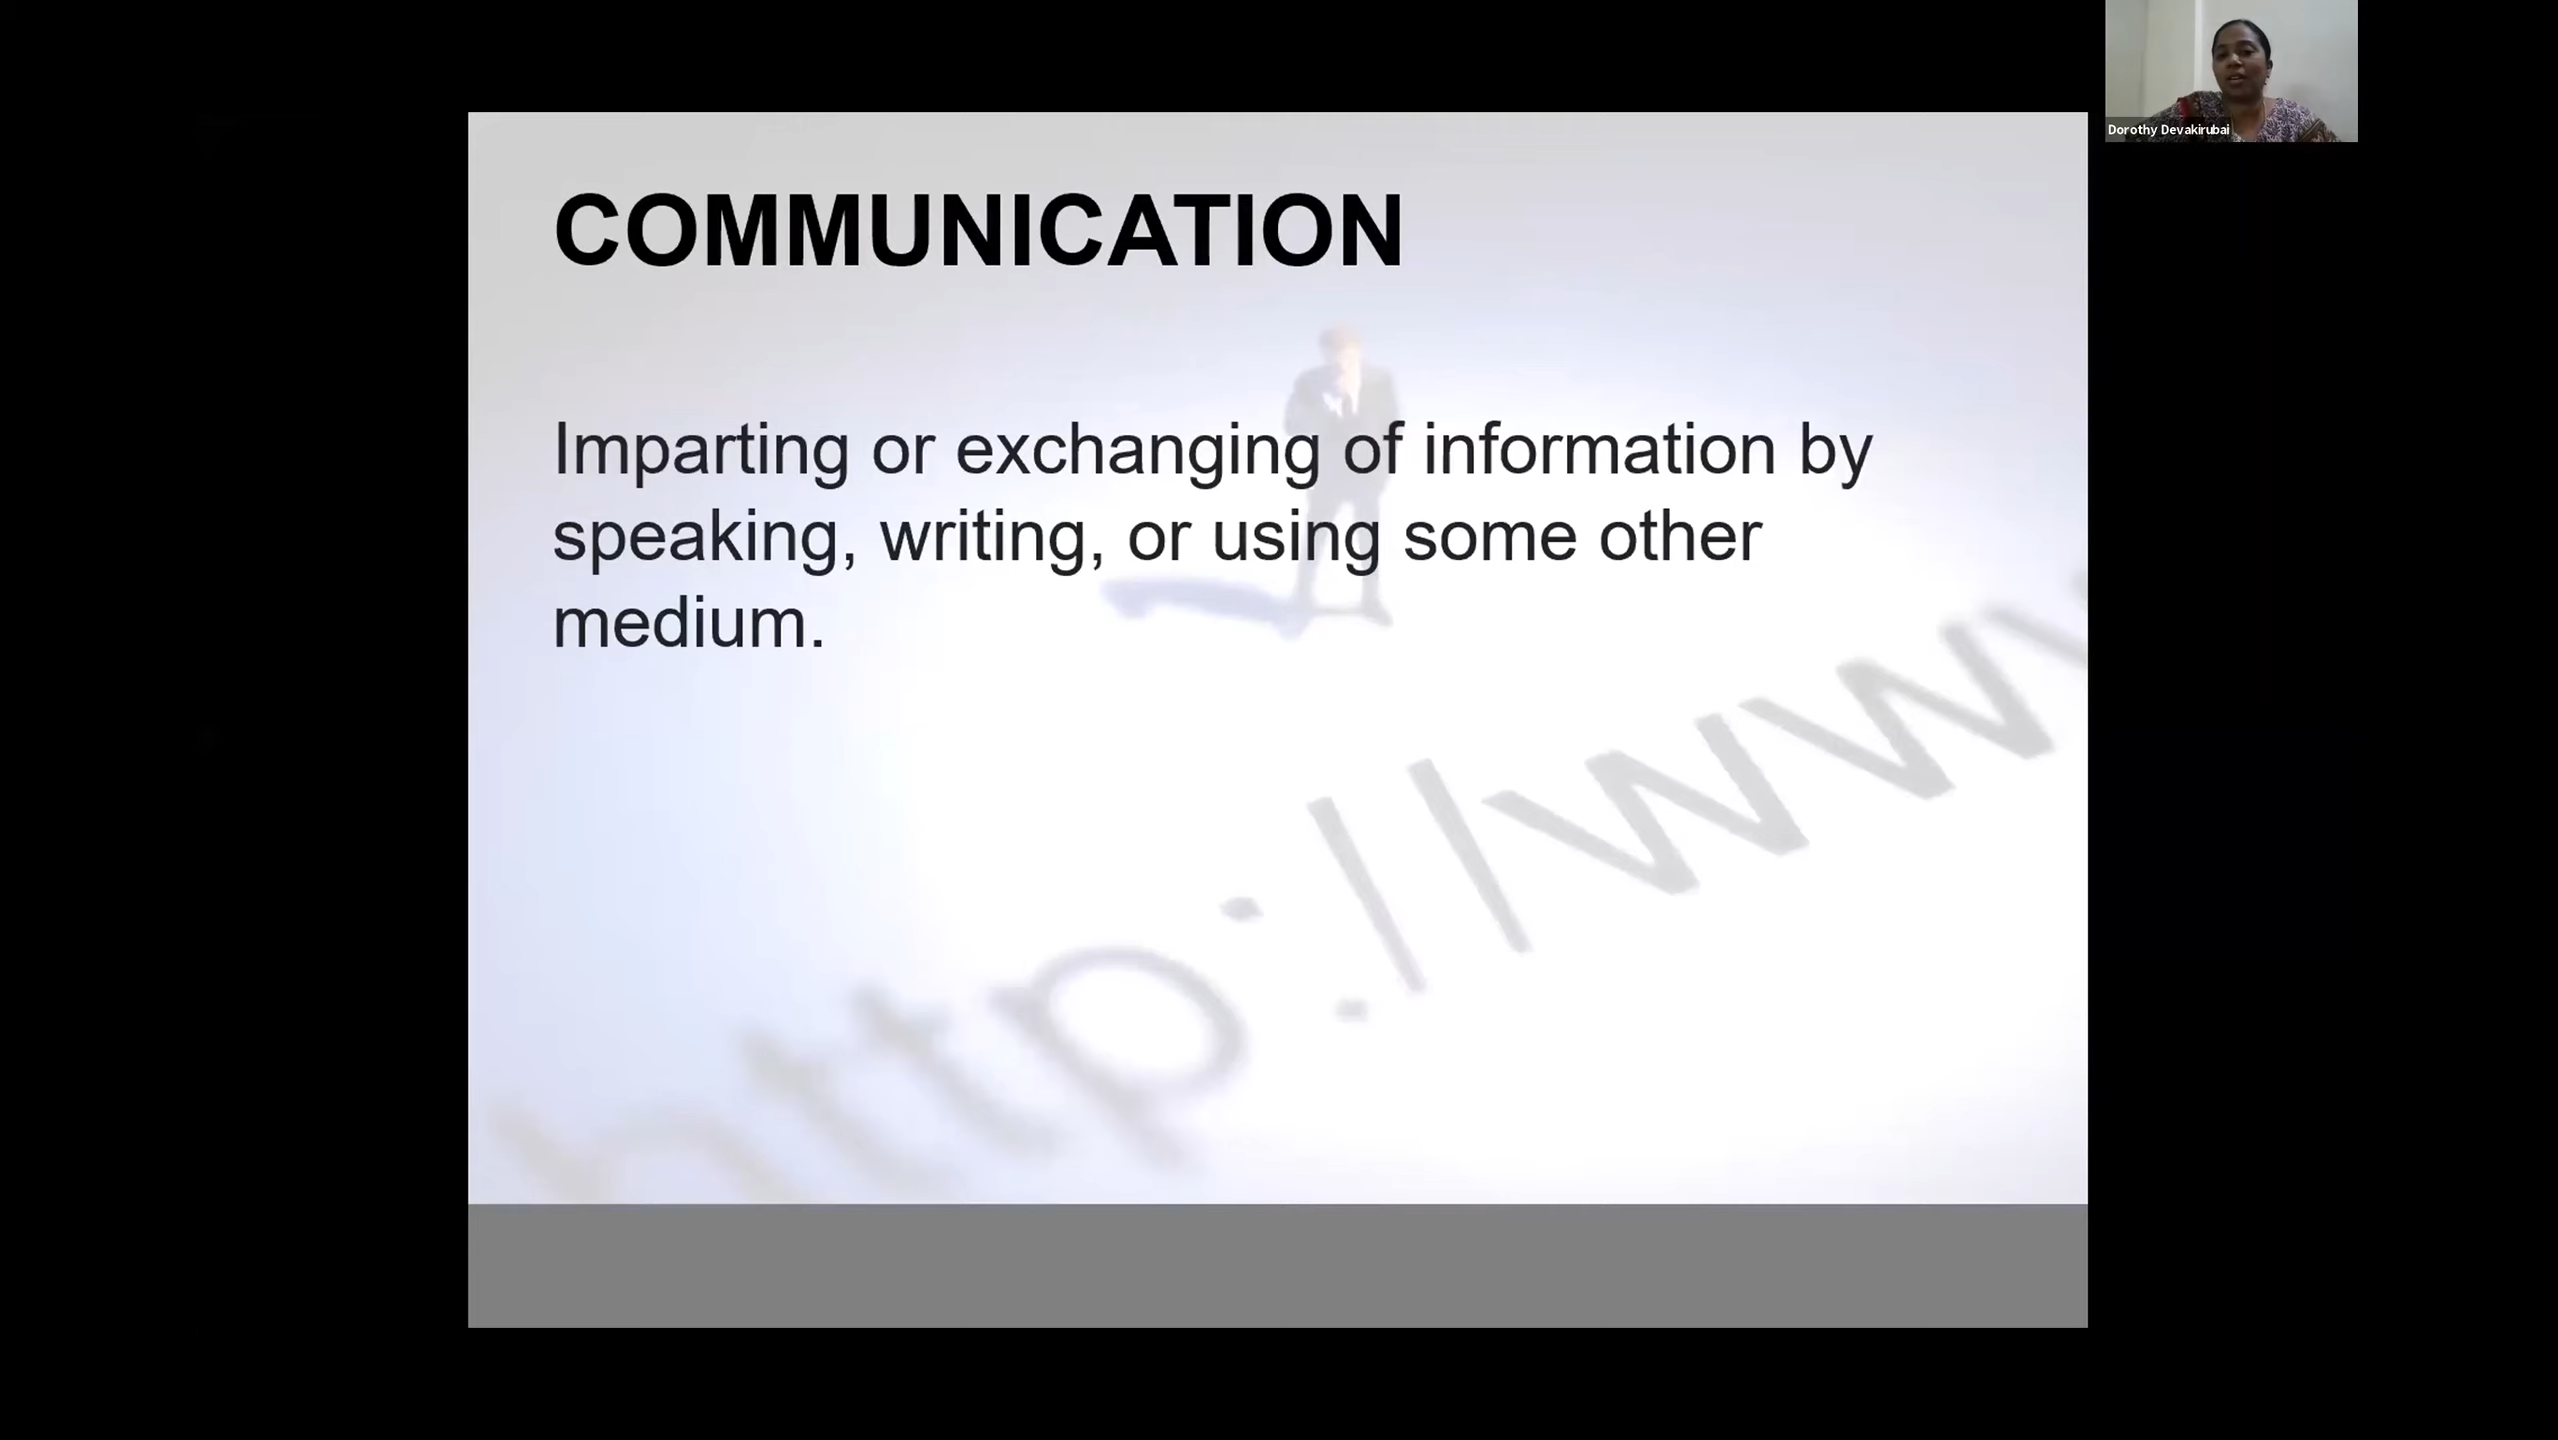 Dorothy Devakirubai
COMMUNICATION
Imparting or exchanging of information by
speaking, writing, or using some other
medium.
http://www